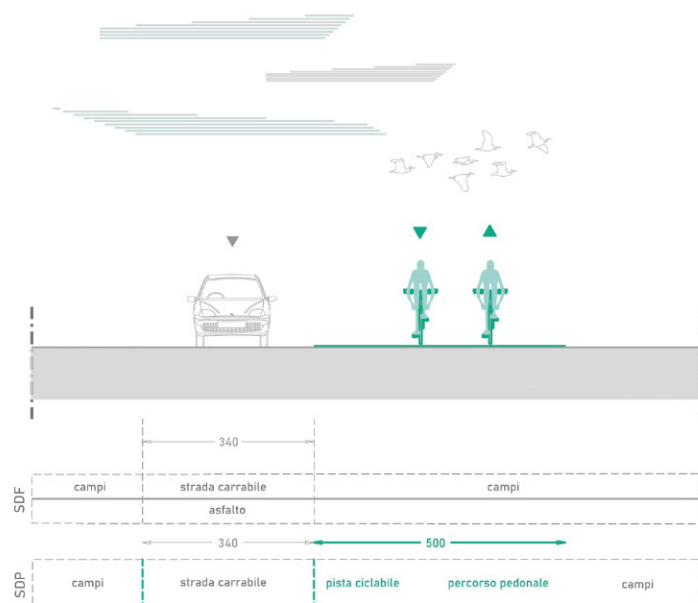 340
SDF
campi strada carrabile campi
asfalto
340 500
SDP
campi strada carrabile pista ciclabile percorso pedonale campi